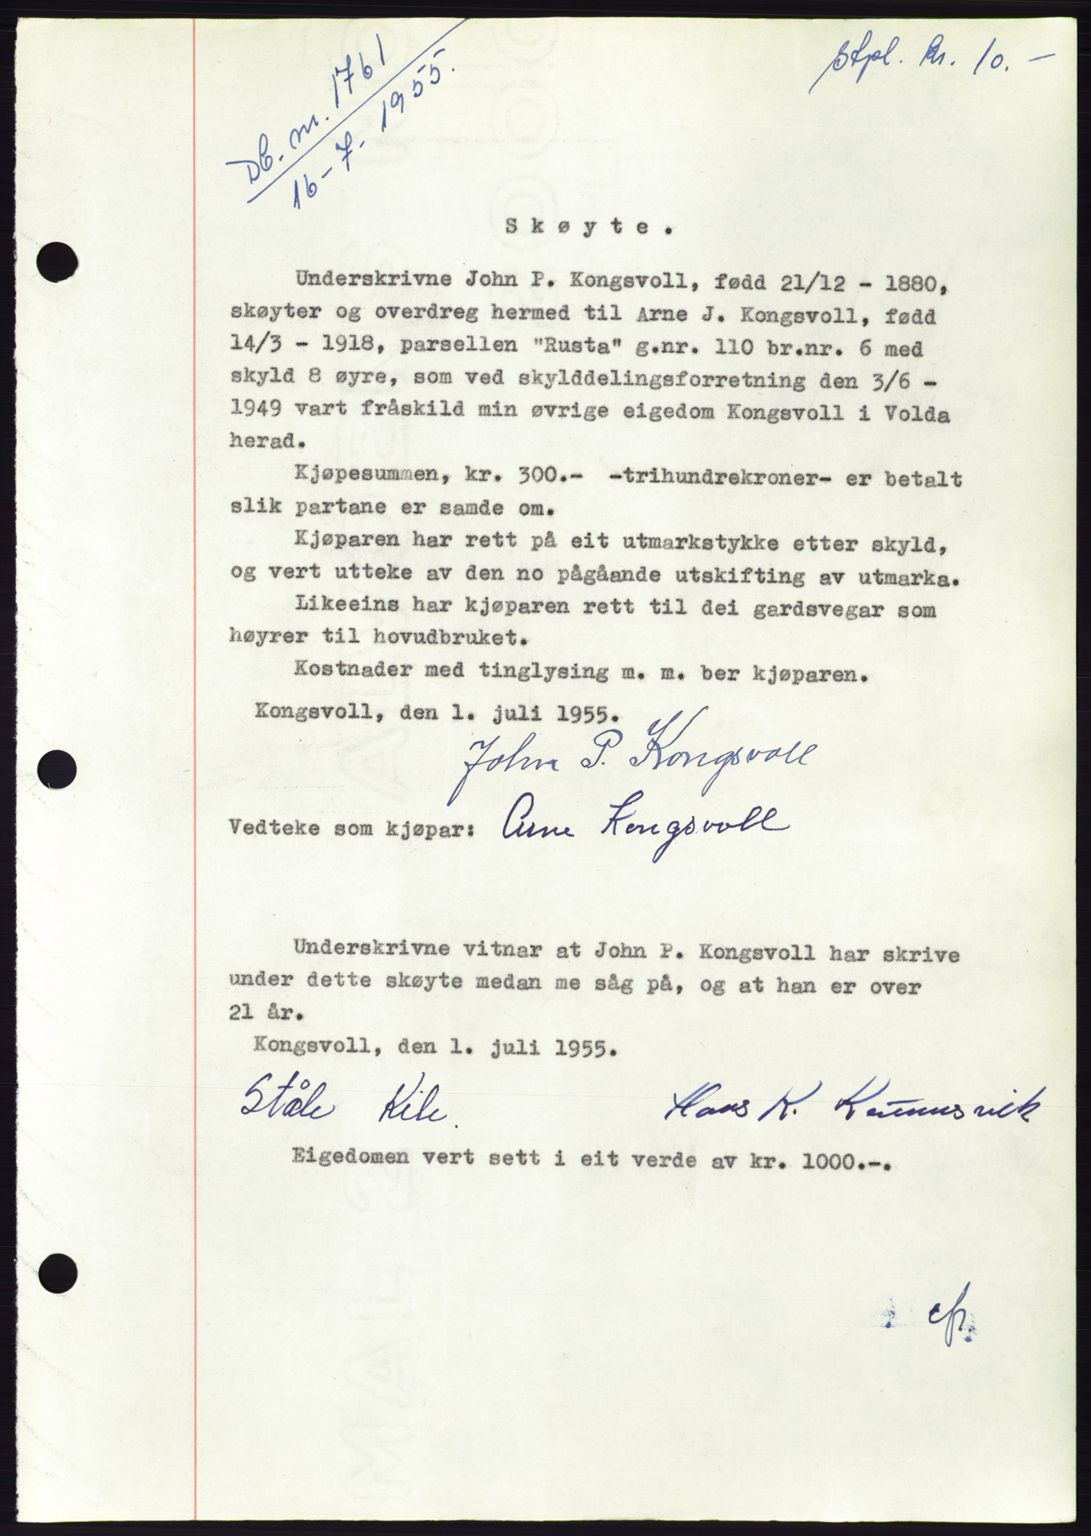 Stpl. kr. 10.-
Db. nr. 1761
16-7-1955.
Skøyte.
Underskrivne John P. Kongsvoll, fødd 21/12 - 1880,
skøyter og overdreg hermed til Arne J. Kongsvoll, fødd
14/3 - 1918, parsellen "Rusta" g.nr. 110 br.nr. 6 med
skyld 8 øyre, som ved skylddelingsforretning den 3/6 -
1949 vart fråskild min øvrige eigedom Kongsvoll i Volda
herad.
Kjøpesummen, kr. 300.- -trihundrekroner- er betalt
slik partane er samde om.
Kjøparen har rett på eit utmarkstykke etter skyld,
og vert utteke av den no pågåande utskifting av utmarka.
Likeeins har kjøparen rett til dei gardsvegar som
høyrer til hovudbruket.
Kostnader med tinglysing m. m. ber kjøparen.
Kongsvoll, den 1. juli 1955.
John P. Kongsvoll
Vedteke som kjøpar: Arne Kongsvoll
Underskrivne vitnar at John P. Kongsvoll har skrive
under dette skøyte medan me såg på, og at han er over
21 år.
Kongsvoll, den 1. juli 1955.
Ståle Kile. Hans K.
Eigedomen vert sett i eit verde av kr. 1000.-.